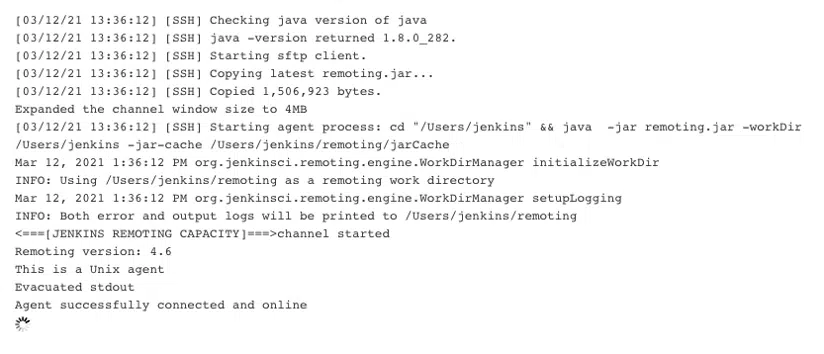 [03/12/21 13:36:12] [SSH] Checking java version of java
[03/12/21 13:36:12] [SSH] java -version returned 1.8.0_282.
[03/12/21 13:36:12] [SSH] Starting sftp client.
[03/12/21 13:36:12] [SSH] Copying latest remoting.jar...
[03/12/21 13:36:12] [SSH] Copied 1,506,923 bytes.
Expanded the channel window size to 4MB
[03/12/21 13:36:12] [SSH] Starting agent process: cd "/Users/jenkins" && java  -jar remoting.jar -workDir
/Users/jenkins -jar-cache /Users/jenkins/remoting/jarCache
Mar 12, 2021 1:36:12 PM org.jenkinsci.remoting.engine.WorkDirManager initializeWorkDir
INFO: Using /Users/jenkins/remoting as a remoting work directory
Mar 12, 2021 1:36:12 PM org.jenkinsci.remoting.engine.WorkDirManager setupLogging
INFO: Both error and output logs will be printed to /Users/jenkins/remoting
<===[JENKINS REMOTING CAPACITY]===>channel started
Remoting version: 4.6
This is a Unix agent
Evacuated stdout
Agent successfully connected and online